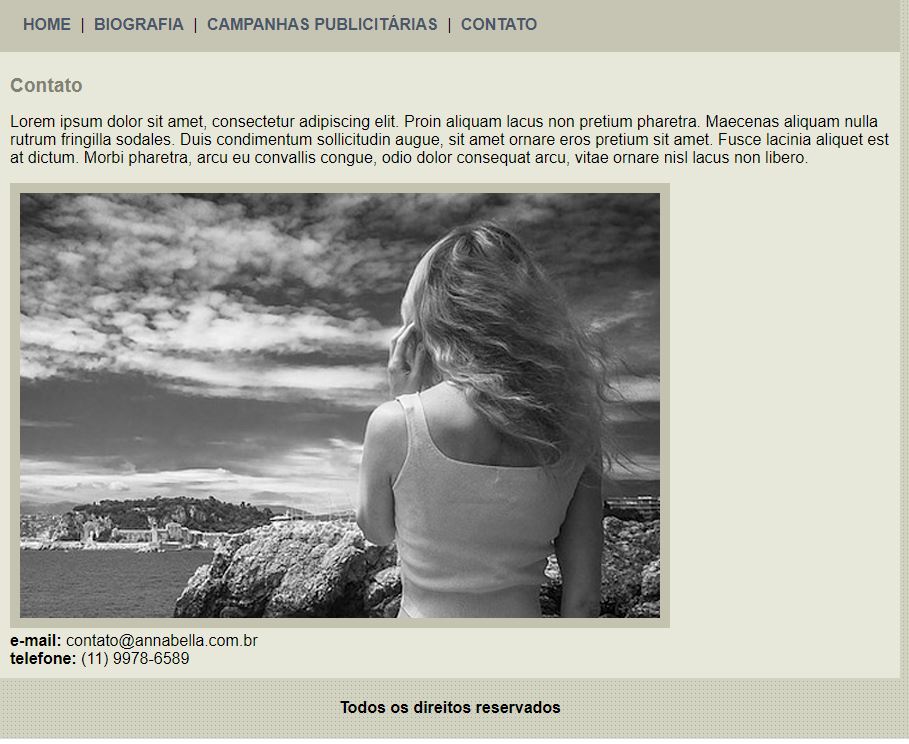 HOME | BIOGRAFIA | CAMPANHAS PUBLICITÁRIAS | CONTATO
Contato
Lorem ipsum dolor sit amet, consectetur adipiscing elit. Proin aliquam lacus non pretium pharetra. Maecenas aliquam nulla
rutrum fringilla sodales. Duis condimentum sollicitudin augue, sit amet ornare eros pretium sit amet. Fusce lacinia aliquet est
at dictum. Morbi pharetra, arcu eu convallis congue, odio dolor consequat arcu, vitae ornare nisl lacus non libero.
e-mail: contato@annabella.com.br
telefone: (11) 9978-6589
Todos os direitos reservados